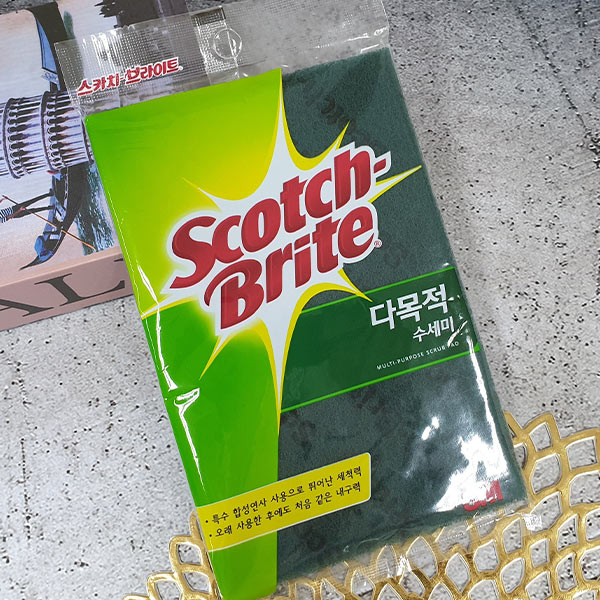 스카치-브라이트
Scotch-
Brite®
다목적
수세미
MULTI-PURPOSE SCRUB PAD
• 특수 합성연사 사용으로 뛰어난 세척력
• 오래 사용한 후에도 처음 같은 내구력
3M